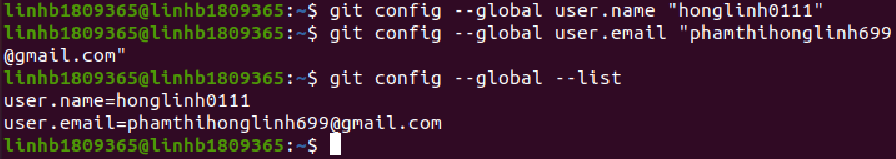 linhb1809365@linhb1809365:~$ git config --global user.name "honglinh0111"
linhb1809365@linhb1809365:~$ git config --global user.email "phamthihonglinh699
@gmail.com"
linhb1809365@linhb1809365:~$ git config --global --list
user.name=honglinh0111
user.email=phamthihonglinh699@gmail.com
linhb1809365@linhb1809365:~$